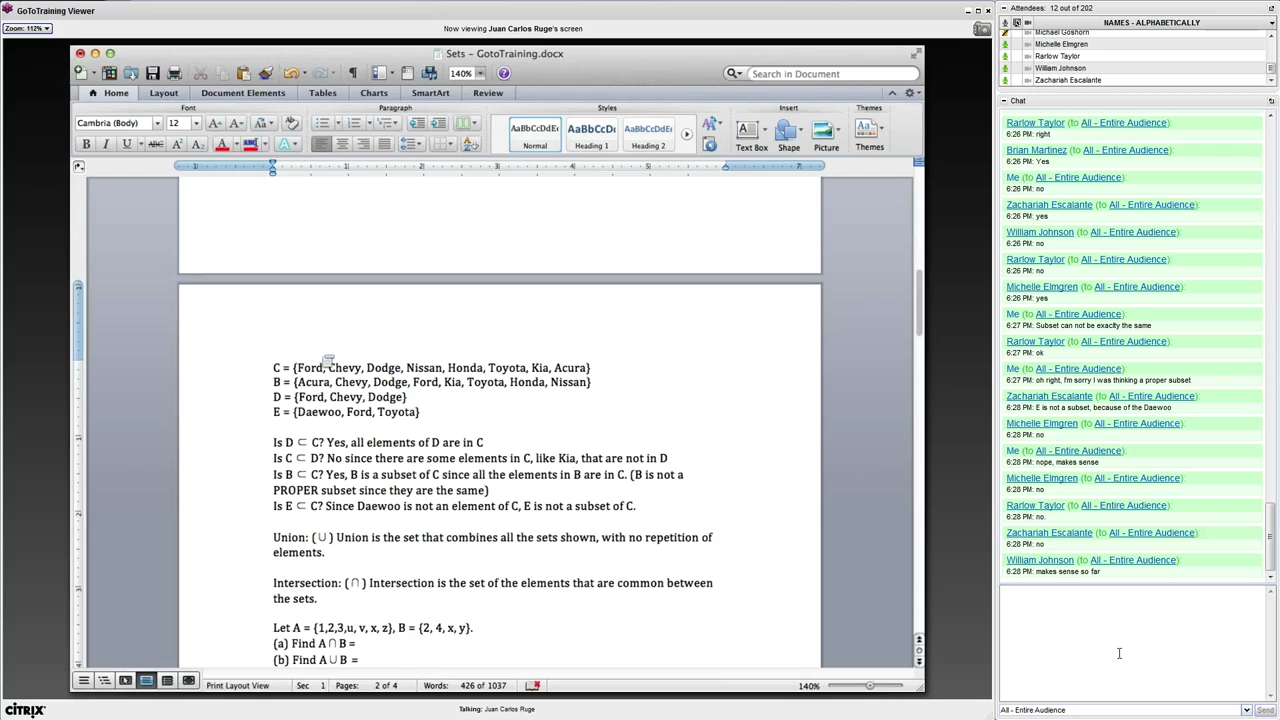 GoToTraining Viewer
Zoom: 112%
Now viewing Juan Carlos Ruge's screen
Sets - GotoTraining.docx
140%
Search in Document
Home Layout Document Elements Tables Charts SmartArt Review
Font Paragraph Styles Insert Themes
Cambria (Body) 12
AaBbCcDdEe AaBbCcDc AaBbCcDdEe
Normal Heading 1 Heading 2 Text Box Shape Picture Themes
C = {Ford, Chevy, Dodge, Nissan, Honda, Toyota, Kia, Acura}
B = {Acura, Chevy, Dodge, Ford, Kia, Toyota, Honda, Nissan}
D = {Ford, Chevy, Dodge}
E = {Daewoo, Ford, Toyota}
Is D ⊂ C? Yes, all elements of D are in C
Is C ⊂ D? No since there are some elements in C, like Kia, that are not in D
Is B ⊂ C? Yes, B is a subset of C since all the elements in B are in C. (B is not a
PROPER subset since they are the same)
Is E ⊂ C? Since Daewoo is not an element of C, E is not a subset of C.
Union: (∪) Union is the set that combines all the sets shown, with no repetition of
elements.
Intersection: (∩) Intersection is the set of the elements that are common between
the sets.
Let A = {1,2,3,u, v, x, z}, B = {2, 4, x, y}.
(a) Find A ∩ B =
(b) Find A ∪ B =
Print Layout View Sec 1 Pages: 2 of 4 Words: 426 of 1037 140%
CITRIX
Talking: Juan Carlos Ruge
Attendees: 12 out of 202
NAMES - ALPHABETICALLY
Michael Goshorn
Michelle Elmgren
Rarlow Taylor
William Johnson
Zachariah Escalante
Chat
Rarlow Taylor (to All - Entire Audience):
6:26 PM: right
Brian Martinez (to All - Entire Audience):
6:26 PM: Yes
Me (to All - Entire Audience):
6:26 PM: no
Zachariah Escalante (to All - Entire Audience):
6:26 PM: yes
William Johnson (to All - Entire Audience):
6:26 PM: no
Rarlow Taylor (to All - Entire Audience):
6:26 PM: no
Michelle Elmgren (to All - Entire Audience):
6:26 PM: yes
Me (to All - Entire Audience):
6:27 PM: Subset can not be exaclty the same
Rarlow Taylor (to All - Entire Audience):
6:27 PM: ok
Me (to All - Entire Audience):
6:27 PM: oh right, I'm sorry I was thinking a proper subset
Zachariah Escalante (to All - Entire Audience):
6:28 PM: E is not a subset, because of the Daewoo
Michelle Elmgren (to All - Entire Audience):
6:28 PM: no
Me (to All - Entire Audience):
6:28 PM: nope, makes sense
Michelle Elmgren (to All - Entire Audience):
6:28 PM: no
Rarlow Taylor (to All - Entire Audience):
6:28 PM: no.
Zachariah Escalante (to All - Entire Audience):
6:28 PM: no
William Johnson (to All - Entire Audience):
6:28 PM: makes sense so far
All - Entire Audience
Send